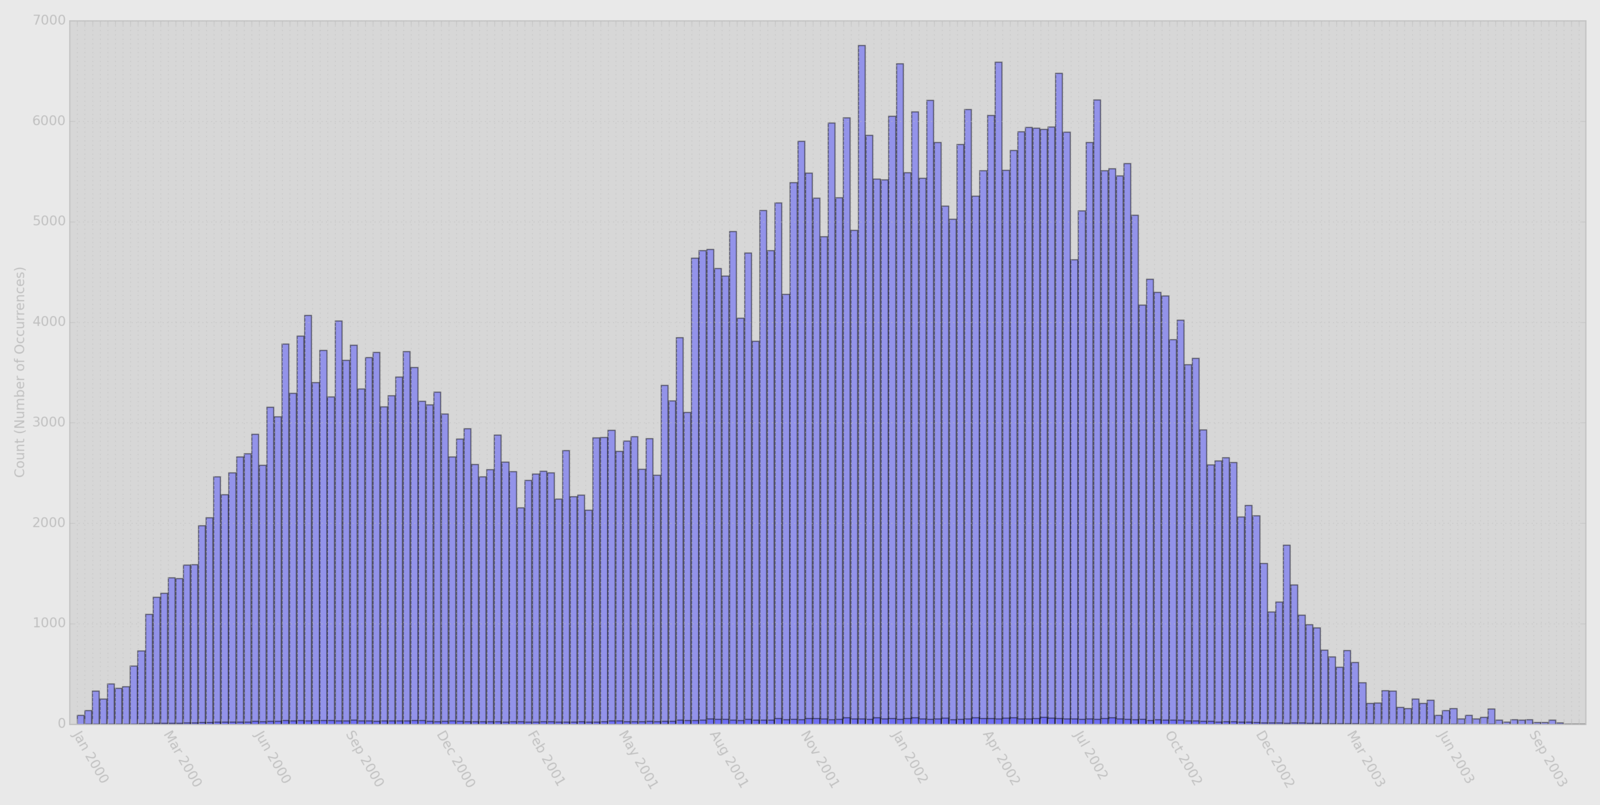 7000
6000
5000
4000
3000
2000
1000
0
Count (Number of Occurrences)
Jan 2000
Mar 2000
Jun 2000
Sep 2000
Dec 2000
Feb 2001
May 2001
Aug 2001
Nov 2001
Jan 2002
Apr 2002
Jul 2002
Oct 2002
Dec 2002
Mar 2003
Jun 2003
Sep 2003